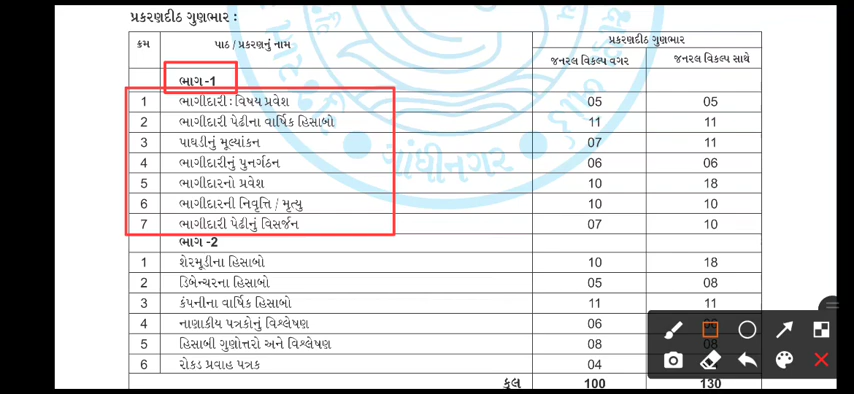 પ્રકરણદીઠ ગુણભાર :
ક્રમ પાઠ / પ્રકરણનું નામ પ્રકરણદીઠ ગુણભાર
જનરલ વિકલ્પ વગર જનરલ વિકલ્પ સાથે
ભાગ -1
1 ભાગીદારી : વિષય પ્રવેશ 05 05
2 ભાગીદારી પેઢીના વાર્ષિક હિસાબો 11 11
3 પાઘડીનું મૂલ્યાંકન 07 11
4 ભાગીદારીનું પુનર્ગઠન 06 06
5 ભાગીદારનો પ્રવેશ 10 18
6 ભાગીદારની નિવૃત્તિ / મૃત્યુ 10 10
7 ભાગીદારી પેઢીનું વિસર્જન 07 10
ભાગ -2
1 શેરમૂડીના હિસાબો 10 18
2 ડિબેન્ચરના હિસાબો 05 08
3 કંપનીના વાર્ષિક હિસાબો 11 11
4 નાણાકીય પત્રકોનું વિશ્લેષણ 06
5 હિસાબી ગુણોત્તરો અને વિશ્લેષણ 08 08
6 રોકડ પ્રવાહ પત્રક 04
કુલ 100 130
ગાંધીનગર